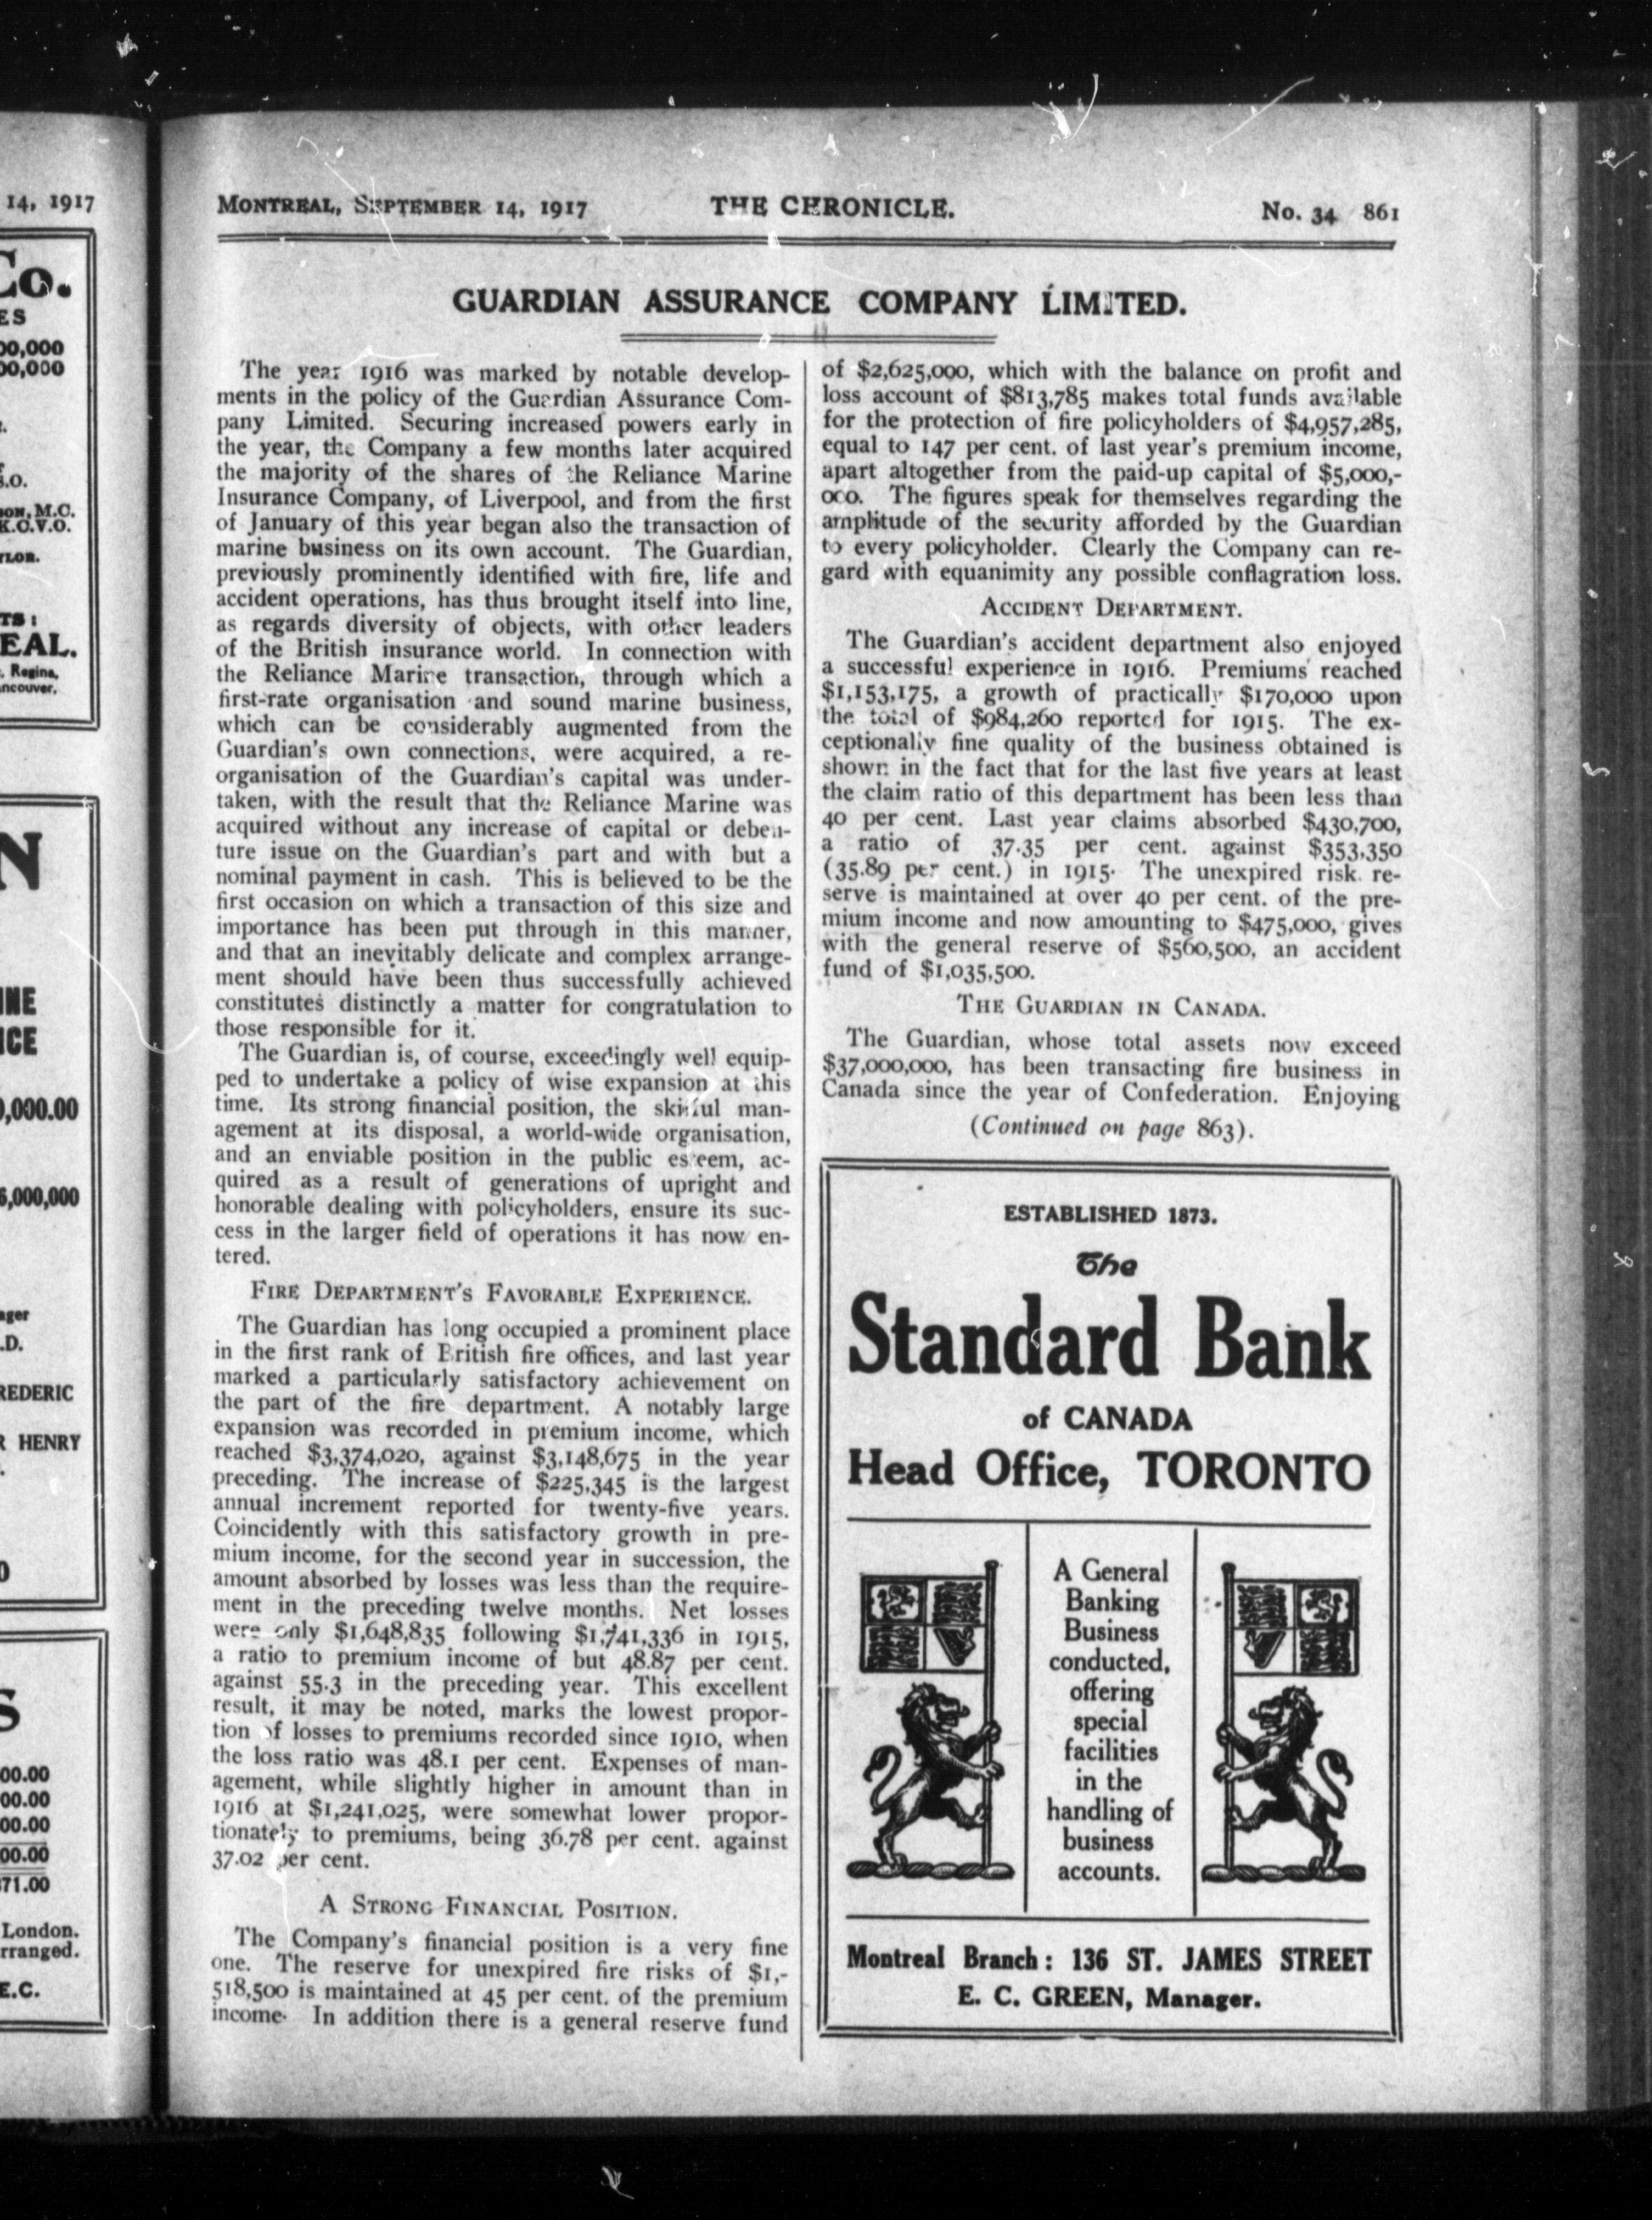 14, 1917
Co.
ES
00,000
00,000
S.O.
SON, M.C.
K.C.V.O.
TS :
EAL.
Regina,
N
INE
ICE
0,000.00
6,000,000
ager
.D.
REDERIC
R HENRY
0
S
00.00
00.00
00.00
00.00
71.00
London.
rranged.
E.C.
MONTREAL, SEPTEMBER 14, 1917 THE CHRONICLE. No. 34 861
GUARDIAN ASSURANCE COMPANY LIMITED.
The year 1916 was marked by notable develop-
ments in the policy of the Guardian Assurance Com-
pany Limited. Securing increased powers early in
the year, the Company a few months later acquired
the majority of the shares of the Reliance Marine
Insurance Company, of Liverpool, and from the first
of January of this year began also the transaction of
marine business on its own account. The Guardian,
previously prominently identified with fire, life and
accident operations, has thus brought itself into line,
as regards diversity of objects, with other leaders
of the British insurance world. In connection with
the Reliance Marine transaction, through which a
first-rate organisation and sound marine business,
which can be considerably augmented from the
Guardian's own connections, were acquired, a re-
organisation of the Guardian's capital was under-
taken, with the result that the Reliance Marine was
acquired without any increase of capital or deben-
ture issue on the Guardian's part and with but a
nominal payment in cash. This is believed to be the
first occasion on which a transaction of this size and
importance has been put through in this manner,
and that an inevitably delicate and complex arrange-
ment should have been thus successfully achieved
constitutes distinctly a matter for congratulation to
those responsible for it.
The Guardian is, of course, exceedingly well equip-
ped to undertake a policy of wise expansion at this
time. Its strong financial position, the skilful man-
agement at its disposal, a world-wide organisation,
and an enviable position in the public esteem, ac-
quired as a result of generations of upright and
honorable dealing with policyholders, ensure its suc-
cess in the larger field of operations it has now en-
tered.
FIRE DEPARTMENT'S FAVORABLE EXPERIENCE.
The Guardian has long occupied a prominent place
in the first rank of British fire offices, and last year
marked a particularly satisfactory achievement on
the part of the fire department. A notably large
expansion was recorded in premium income, which
reached $3,374,020, against $3,148,675 in the year
preceding. The increase of $225,345 is the largest
annual increment reported for twenty-five years.
Coincidently with this satisfactory growth in pre-
mium income, for the second year in succession, the
amount absorbed by losses was less than the require-
ment in the preceding twelve months. Net losses
were only $1,648,835 following $1,741,336 in 1915,
a ratio to premium income of but 48.87 per cent.
against 55.3 in the preceding year. This excellent
result, it may be noted, marks the lowest propor-
tion of losses to premiums recorded since 1910, when
the loss ratio was 48.1 per cent. Expenses of man-
agement, while slightly higher in amount than in
1916 at $1,241,025, were somewhat lower propor-
tionately to premiums, being 36.78 per cent. against
37.02 per cent.
A STRONG FINANCIAL POSITION.
The Company's financial position is a very fine
one. The reserve for unexpired fire risks of $1,-
518,500 is maintained at 45 per cent. of the premium
income. In addition there is a general reserve fund
of $2,625,000, which with the balance on profit and
loss account of $813,785 makes total funds available
for the protection of fire policyholders of $4,957,285,
equal to 147 per cent. of last year's premium income,
apart altogether from the paid-up capital of $5,000,-
000. The figures speak for themselves regarding the
amplitude of the security afforded by the Guardian
to every policyholder. Clearly the Company can re-
gard with equanimity any possible conflagration loss.
ACCIDENT DEPARTMENT.
The Guardian's accident department also enjoyed
a successful experience in 1916. Premiums reached
$1,153,175, a growth of practically $170,000 upon
the total of $984,260 reported for 1915. The ex-
ceptionally fine quality of the business obtained is
shown in the fact that for the last five years at least
the claim ratio of this department has been less than
40 per cent. Last year claims absorbed $430,700,
a ratio of 37.35 per cent. against $353,350
(35.89 per cent.) in 1915. The unexpired risk re-
serve is maintained at over 40 per cent. of the pre-
mium income and now amounting to $475,000, gives
with the general reserve of $560,500, an accident
fund of $1,035,500.
THE GUARDIAN IN CANADA.
The Guardian, whose total assets now exceed
$37,000,000, has been transacting fire business in
Canada since the year of Confederation. Enjoying
(Continued on page 863).
ESTABLISHED 1873.
The
Standard Bank
of CANADA
Head Office, TORONTO
A General
Banking
Business
conducted,
offering
special
facilities
in the
handling of
business
accounts.
Montreal Branch : 136 ST. JAMES STREET
E. C. GREEN, Manager.